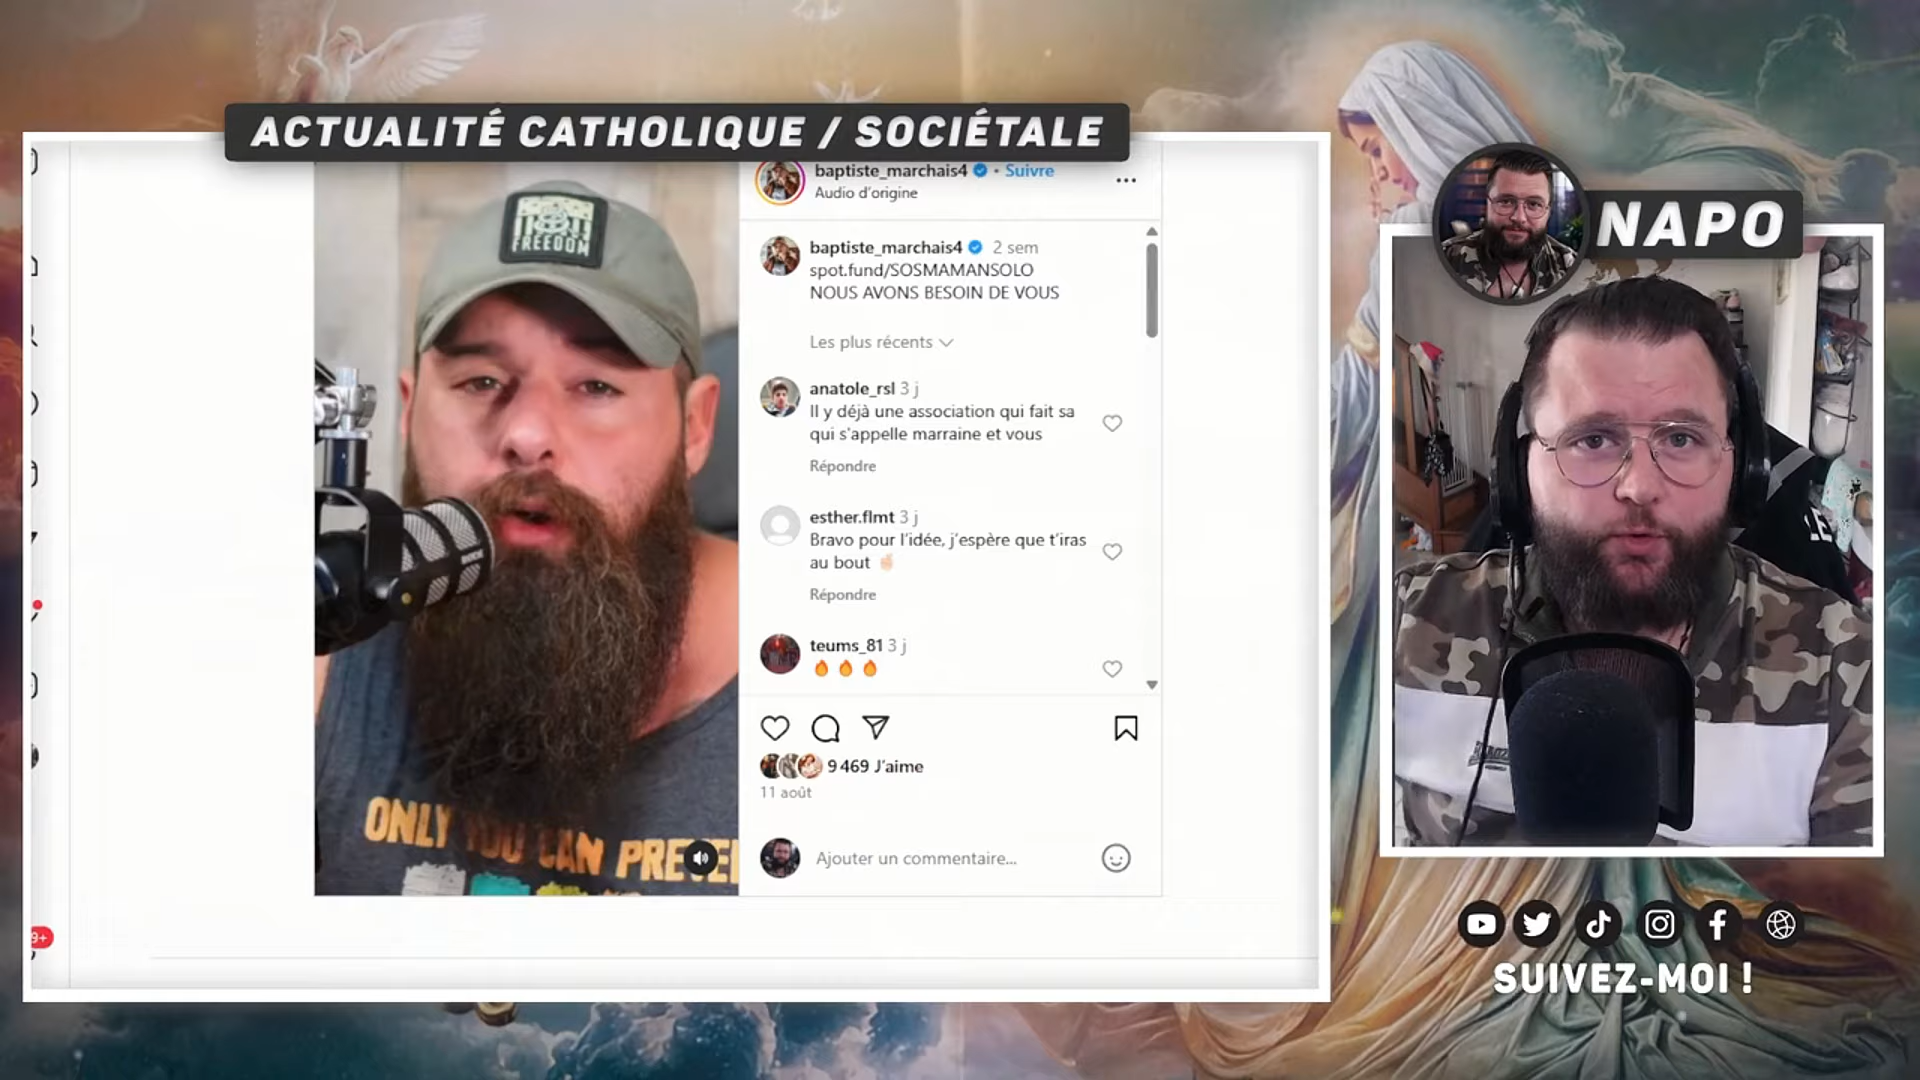 ACTUALITÉ CATHOLIQUE / SOCIÉTALE
baptiste_marchais4 • Suivre
Audio d'origine
baptiste_marchais4 2 sem
spot.fund/SOSMAMANSOLO
NOUS AVONS BESOIN DE VOUS
Les plus récents
anatole_rsl 3 j
Il y déjà une association qui fait sa
qui s'appelle marraine et vous
Répondre
esther.flmt 3 j
Bravo pour l'idée, j'espère que t'iras
au bout
Répondre
teums_81 3 j
9 469 J'aime
11 août
Ajouter un commentaire...
FREEDOM
ONLY YOU CAN PREVE
9+
NAPO
SUIVEZ-MOI !